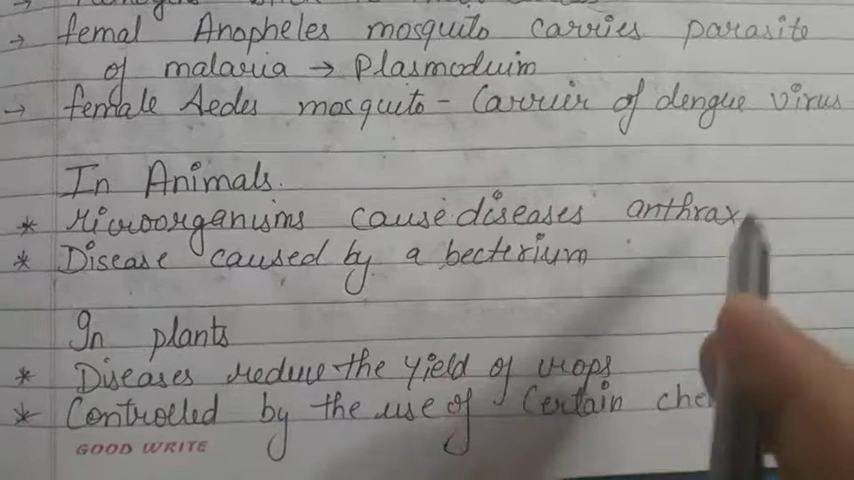 → femal Anopheles mosquito carries parasite
of malaria → Plasmoduim
→ female Aedes mosquito - Carruier of dengue virus
In Animals.
* Microorganisms cause diseases anthrax
* Disease caused by a becterium
In plants
* Diseases reduce the yield of crops
* Controlled by the use of certain che
GOOD WRITE